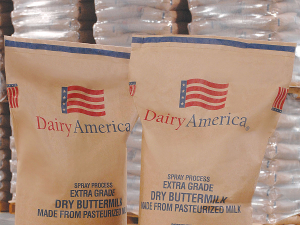 DairyAmerica
SPRAY PROCESS
EXTRA GRADE
DRY BUTTERMILK
MADE FROM PASTEURIZED MILK
DairyAmerica
SPRAY PROCESS
EXTRA GRADE
DRY BUTTERMILK
MADE FROM PASTEURIZED MILK